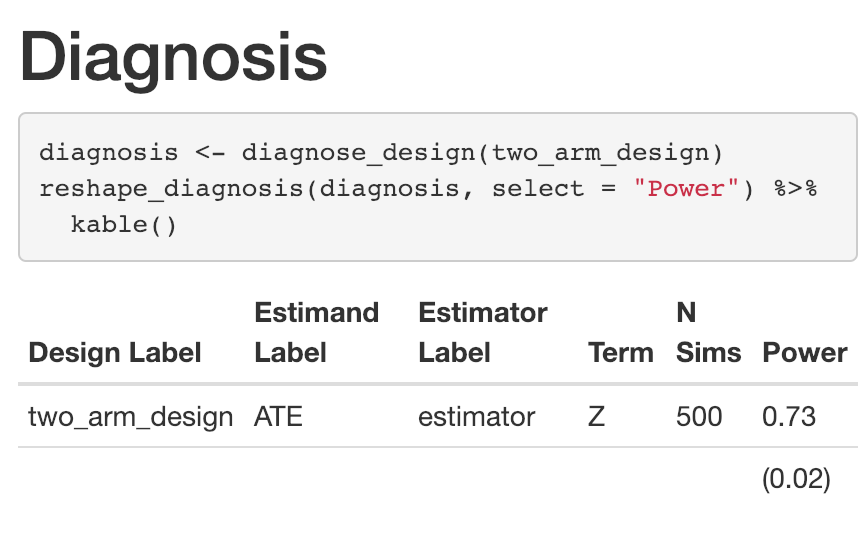 Diagnosis
diagnosis <- diagnose_design(two_arm_design)
reshape_diagnosis(diagnosis, select = "Power") %>%
  kable()
Estimand Estimator N
Design Label Label Label Term Sims Power
two_arm_design ATE estimator Z 500 0.73
(0.02)